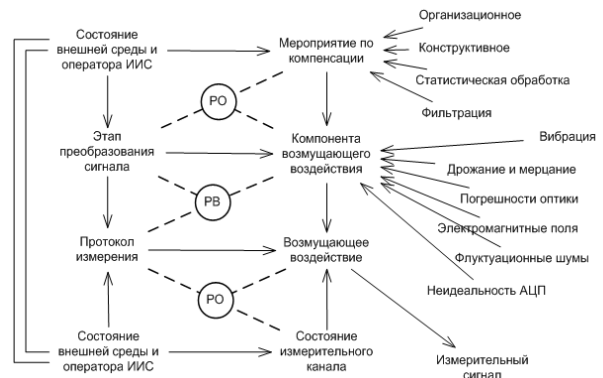 Состояние
внешней среды и
оператора ИИС
Мероприятие по
компенсации
Организационное
Конструктивное
Статистическая обработка
Фильтрация
РО
Этап
преобразования
сигнала
Компонента
возмущающего
воздействия
Вибрация
Дрожание и мерцание
Погрешности оптики
Электромагнитные поля
Флуктуационные шумы
Неидеальность АЦП
РВ
Протокол
измерения
Возмущающее
воздействие
РО
Состояние
внешней среды и
оператора ИИС
Состояние
измерительного
канала
Измерительный
сигнал